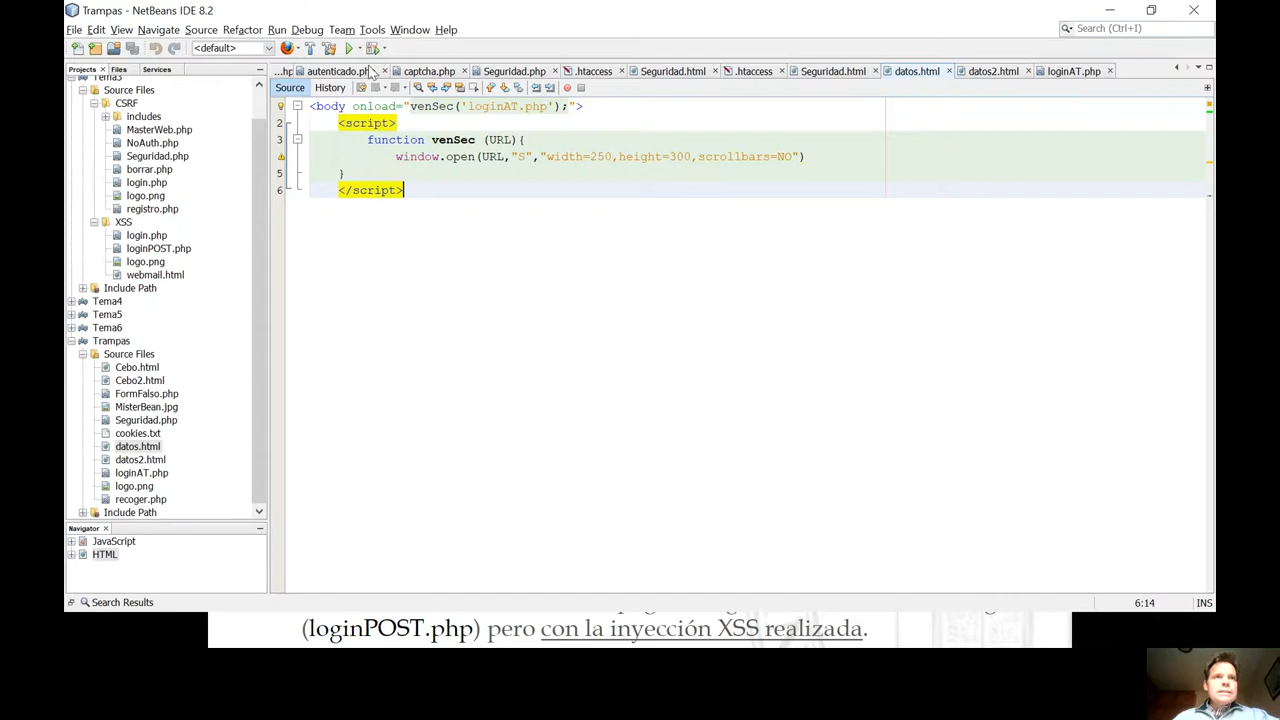 Trampas - NetBeans IDE 8.2
File Edit View Navigate Source Refactor Run Debug Team Tools Window Help
Search (Ctrl+I)
<default>
Projects Files Services
...hp autenticado.ph captcha.php Seguridad.php .htaccess Seguridad.html .htaccess Seguridad.html datos.html datos2.html loginAT.php
Source History
Tema3
Source Files
CSRF
includes
MasterWeb.php
NoAuth.php
Seguridad.php
borrar.php
login.php
logo.png
registro.php
XSS
login.php
loginPOST.php
logo.png
webmail.html
Include Path
Tema4
Tema5
Tema6
Trampas
Source Files
Cebo.html
Cebo2.html
FormFalso.php
MisterBean.jpg
Seguridad.php
cookies.txt
datos.html
datos2.html
loginAT.php
logo.png
recoger.php
Include Path
<body onload="venSec('loginAT.php');">
2 <script>
3 function venSec (URL){
window.open(URL,"S","width=250,height=300,scrollbars=NO")
5 }
6 </script>
Navigator
JavaScript
HTML
Search Results
6:14 INS
(loginPOST.php) pero con la inyección XSS realizada.